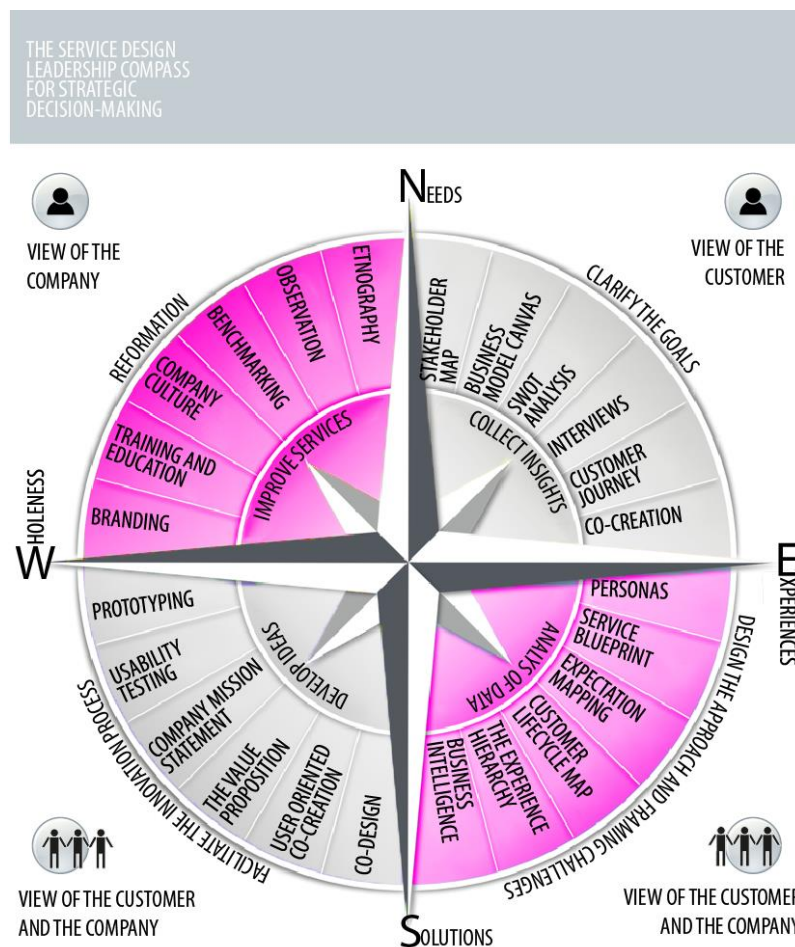 THE SERVICE DESIGN
LEADERSHIP COMPASS
FOR STRATEGIC
DECISION-MAKING
NEEDS
VIEW OF THE
COMPANY
VIEW OF THE
CUSTOMER
REFORMATION
CLARIFY THE GOALS
ETNOGRAPHY
OBSERVATION
BENCHMARKING
COMPANY
CULTURE
TRAINING AND
EDUCATION
BRANDING
IMPROVE SERVICES
STAKEHOLDER
MAP
BUSINESS
MODEL CANVAS
SWOT
ANALYSIS
INTERVIEWS
CUSTOMER
JOURNEY
CO-CREATION
COLLECT INSIGHTS
WHOLENESS
EXPERIENCES
PROTOTYPING
USABILITY
TESTING
COMPANY MISSION
STATEMENT
THE VALUE
PROPOSITION
USER ORIENTED
CO-CREATION
CO-DESIGN
DEVELOP IDEAS
FACILITATE THE INNOVATION PROCESS
PERSONAS
SERVICE
BLUEPRINT
EXPECTATION
MAPPING
CUSTOMER
LIFECYCLE MAP
THE EXPERIENCE
HIERARCHY
BUSINESS
INTELLIGENCE
ANALYS OF DATA
DESIGN THE APPROACH AND FRAMING CHALLENGES
VIEW OF THE CUSTOMER
AND THE COMPANY
VIEW OF THE CUSTOMER
AND THE COMPANY
SOLUTIONS